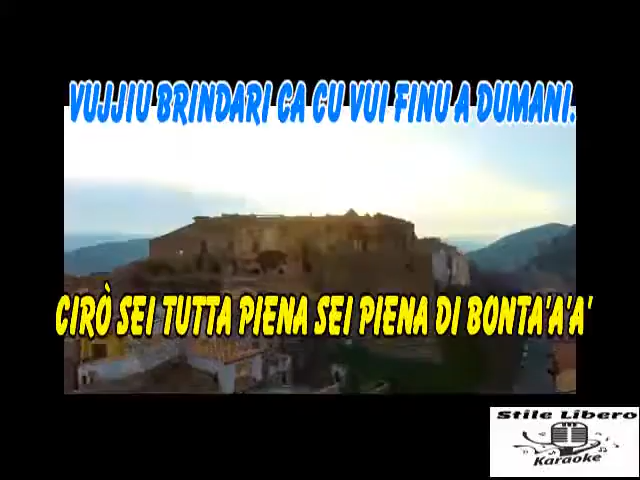 VUJJIU BRINDARI CA CU VUI FINU A DUMANI.
CIRÒ SEI TUTTA PIENA SEI PIENA DI BONTA'A'A'
Stile Libero
Karaoke